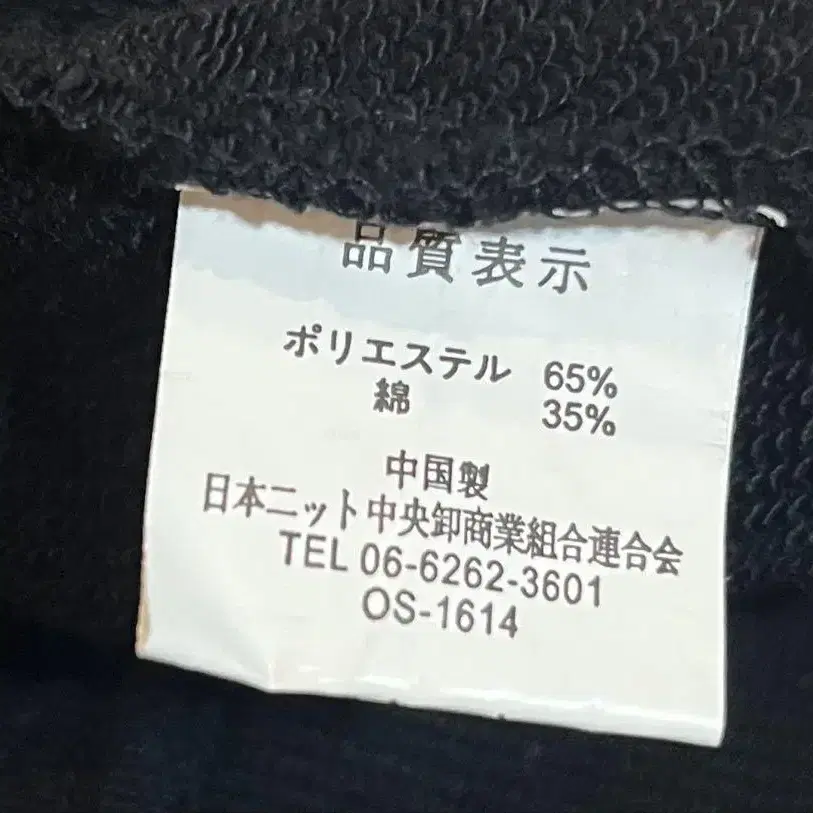 品質表示
ポリエステル 65%
綿 35%
中国製
日本ニット中央卸商業組合連合会
TEL 06-6262-3601
OS-1614